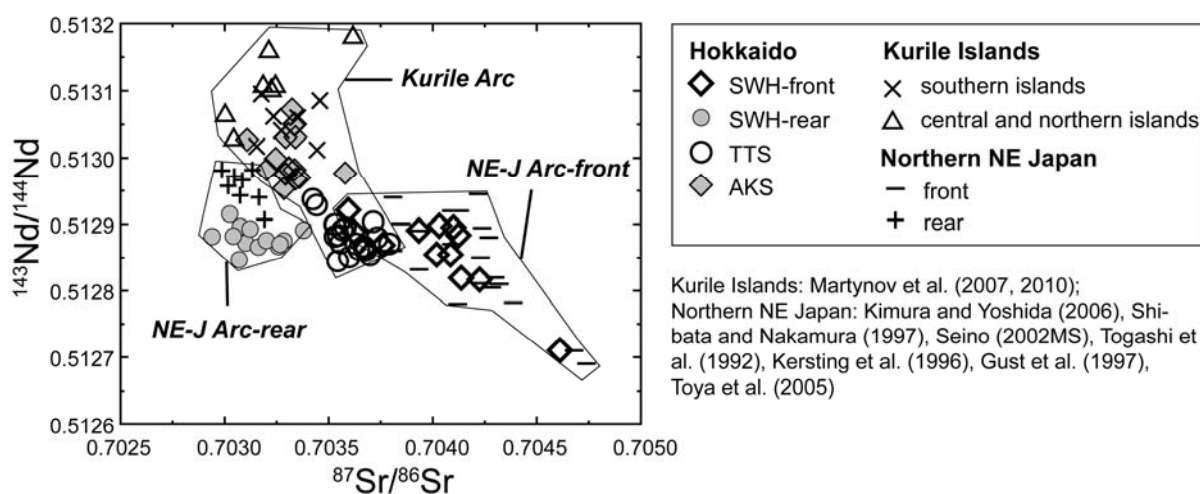 0.5132
0.5131
0.5130
0.5129
0.5128
0.5127
0.5126
143Nd/144Nd
0.7025
0.7030
0.7035
0.7040
0.7045
0.7050
87Sr/86Sr
Kurile Arc
NE-J Arc-front
NE-J Arc-rear
Hokkaido
SWH-front
SWH-rear
TTS
AKS
Kurile Islands
southern islands
central and northern islands
Northern NE Japan
front
rear
Kurile Islands: Martynov et al. (2007, 2010);
Northern NE Japan: Kimura and Yoshida (2006), Shi-
bata and Nakamura (1997), Seino (2002MS), Togashi et
al. (1992), Kersting et al. (1996), Gust et al. (1997),
Toya et al. (2005)